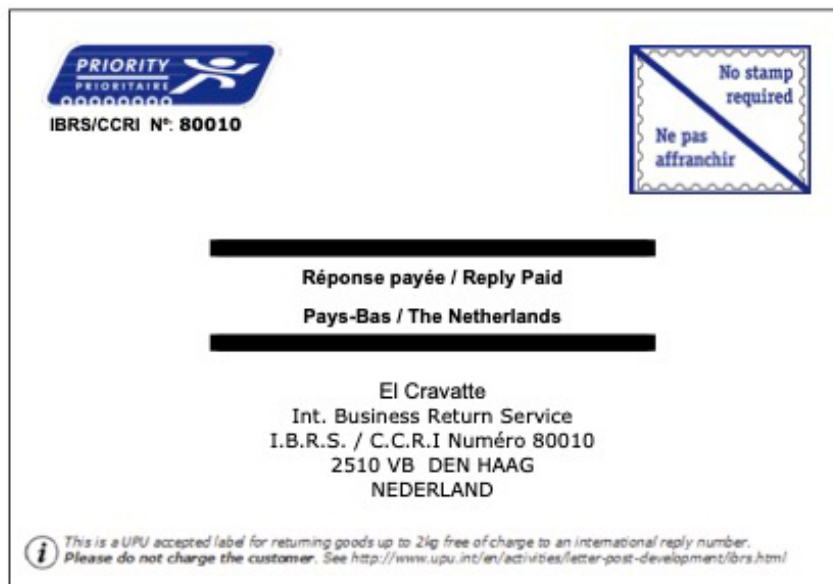 PRIORITY
PRIORITAIRE
IBRS/CCRI Nº: 80010
No stamp
required
Ne pas
affranchir
Réponse payée / Reply Paid
Pays-Bas / The Netherlands
El Cravatte
Int. Business Return Service
I.B.R.S. / C.C.R.I Numéro 80010
2510 VB DEN HAAG
NEDERLAND
i This is a UPU accepted label for returning goods up to 2kg free of charge to an international reply number.
Please do not charge the customer. See http://www.upu.int/en/activities/letter-post-development/ibrs.html